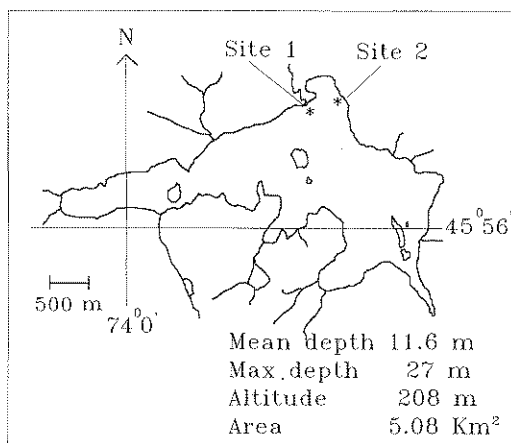 N
Site 1
Site 2
45°56'
500 m
74°0'
Mean depth 11.6 m
Max. depth 27 m
Altitude 208 m
Area 5.08 Km²